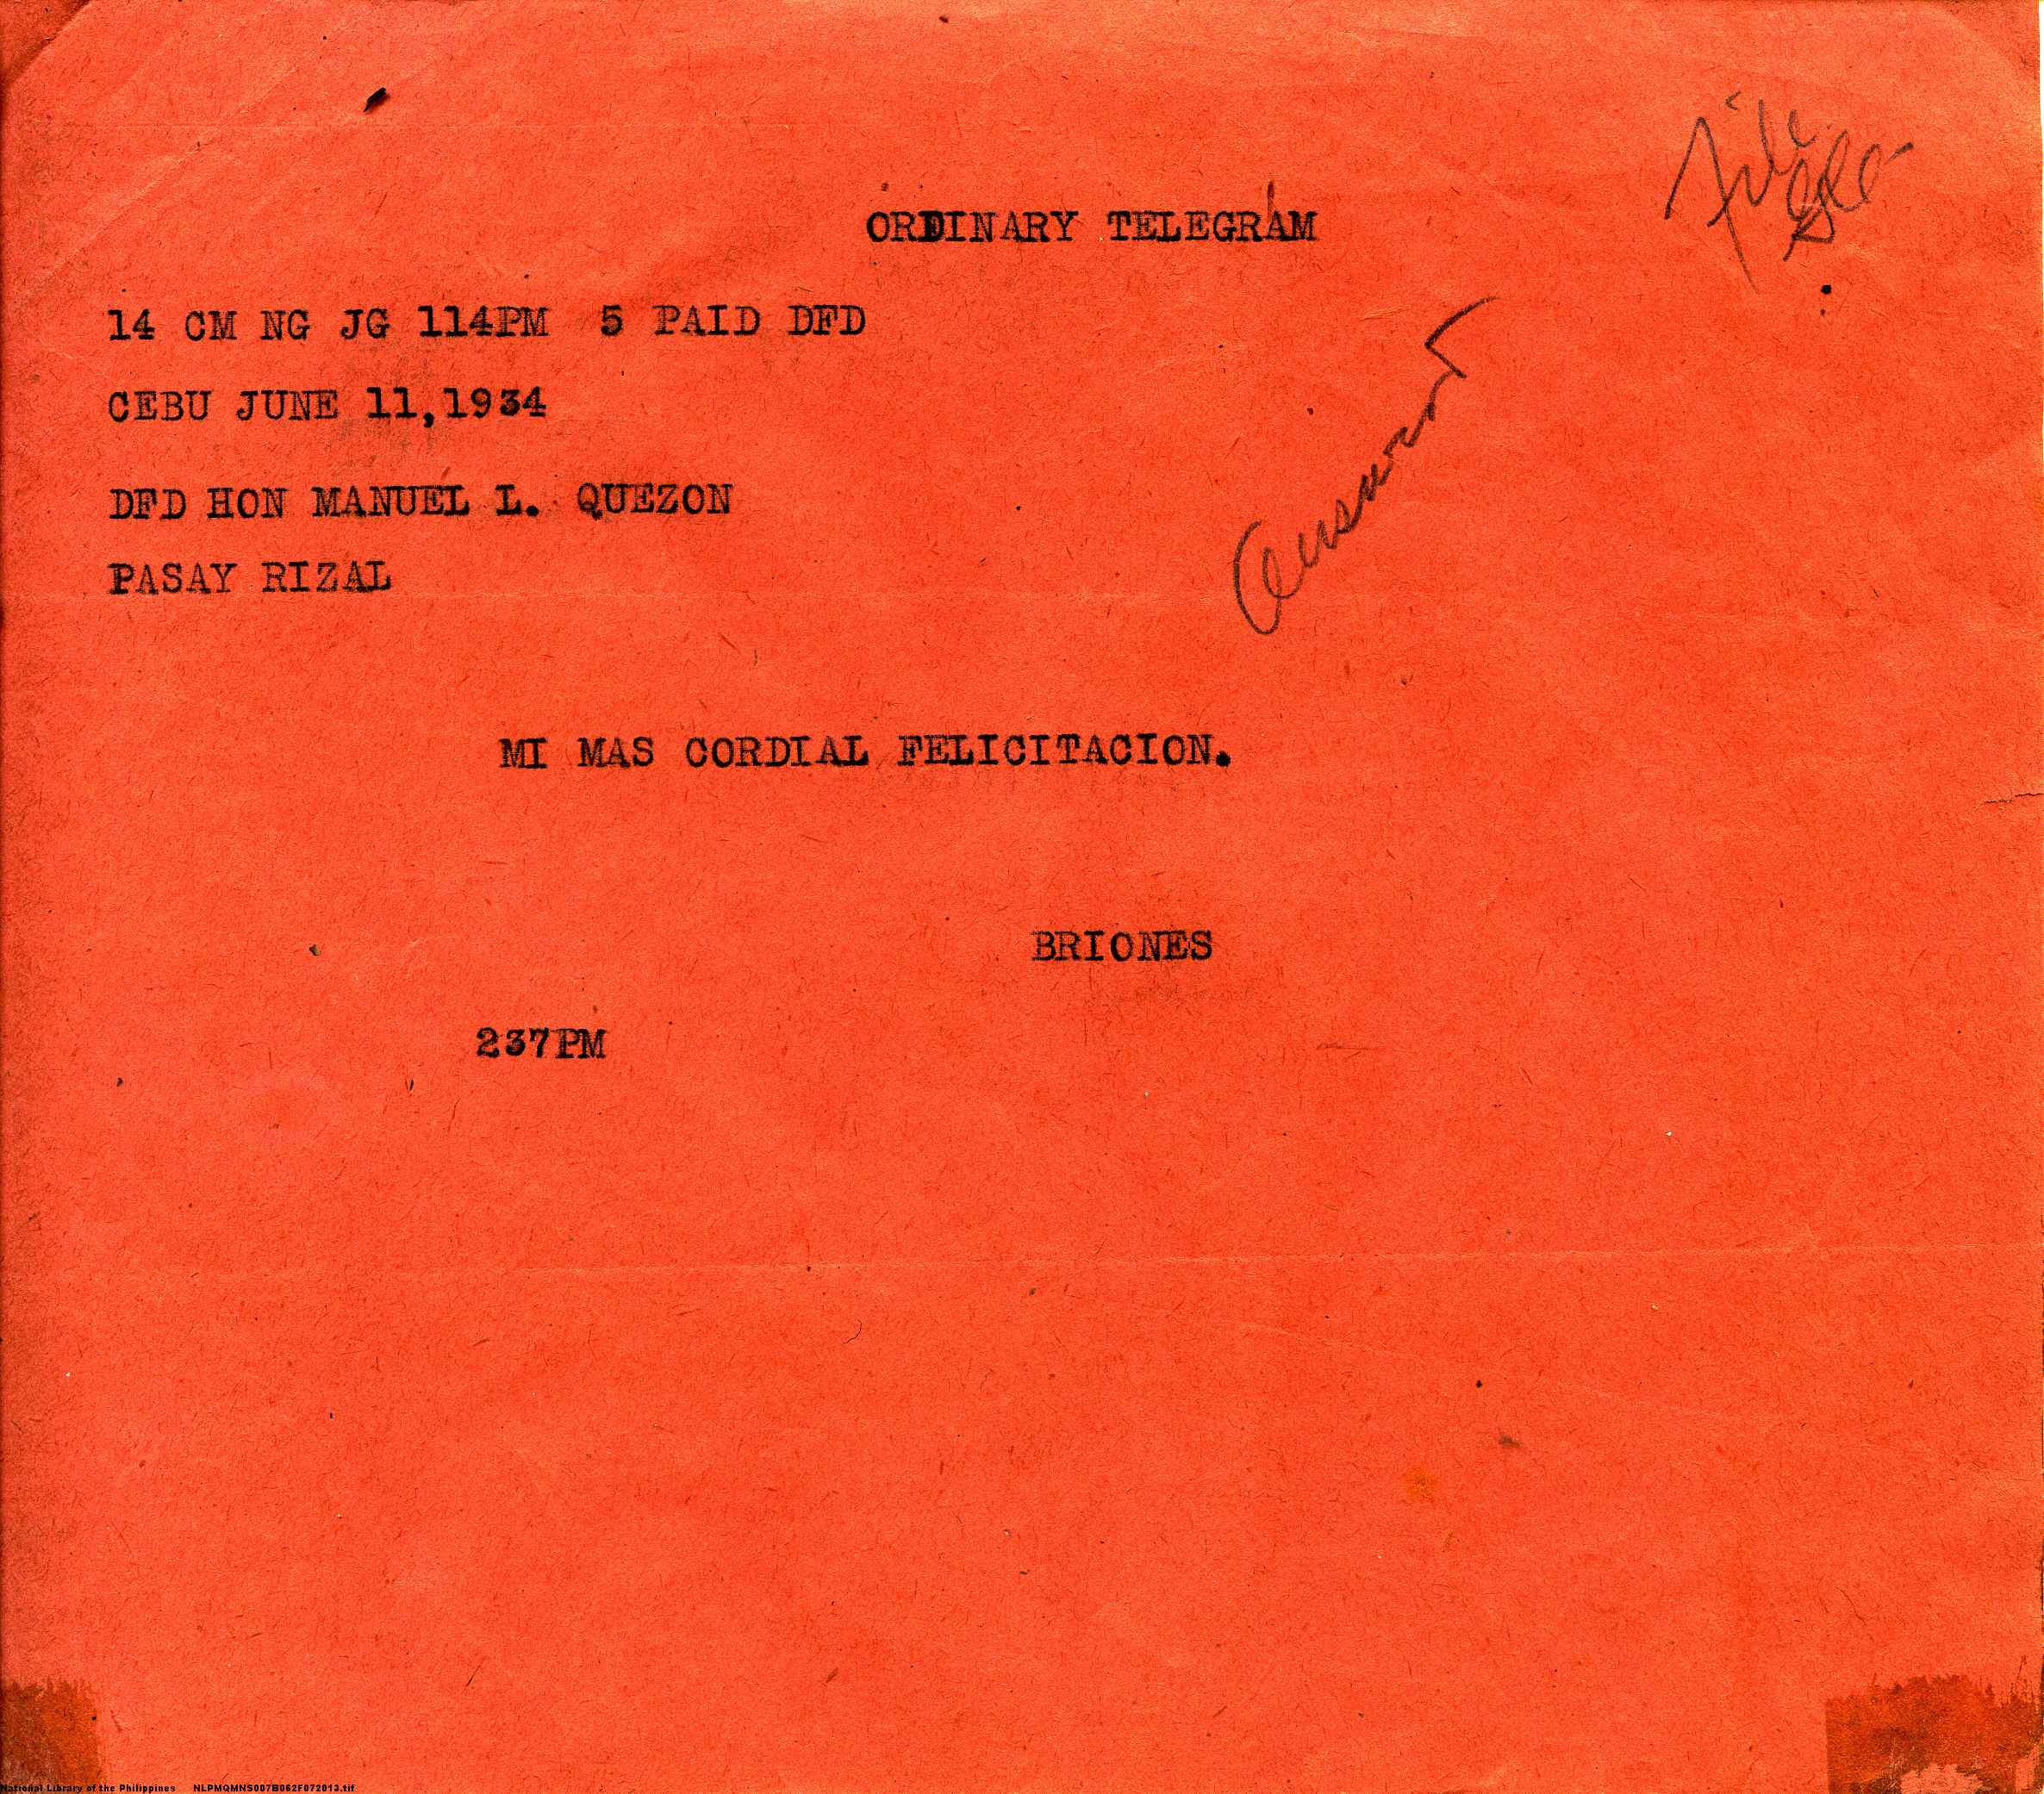 File
ORDINARY TELEGRAM
14 CM NG JG 114PM 5 PAID DFD
CEBU JUNE 11,1934
DFD HON MANUEL L. QUEZON
PASAY RIZAL
MI MAS CORDIAL FELICITACION.
BRIONES
237PM
National Library of the Philippines NLPMQMNS007B062F072013.tif